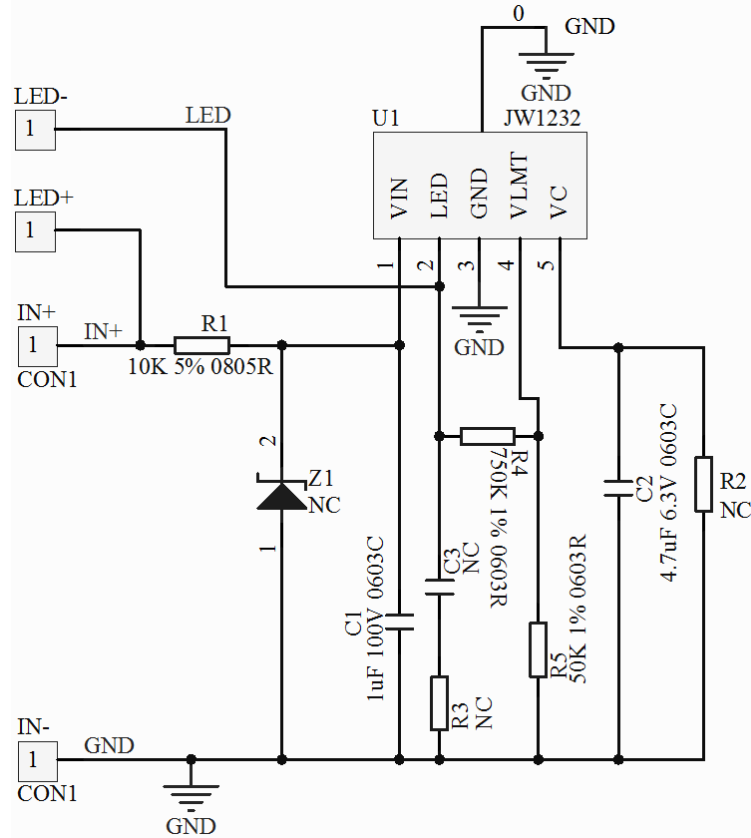 0
GND
GND
LED-
1
LED
U1
JW1232
VIN
LED
GND
VLMT
VC
LED+
1
1
2
3
4
5
GND
IN+
1
CON1
IN+
R1
10K 5% 0805R
2
Z1
NC
1
C1
1uF 100V 0603C
C3
NC
R3
NC
R4
750K 1% 0603R
R5
50K 1% 0603R
C2
4.7uF 6.3V 0603C
R2
NC
IN-
1
CON1
GND
GND